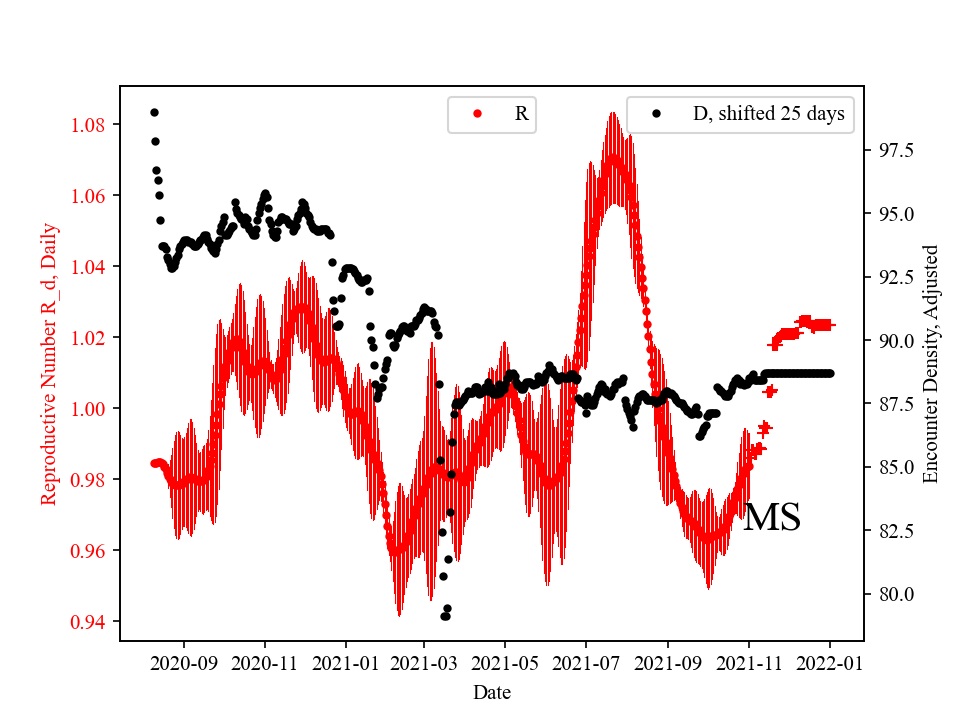 R
D, shifted 25 days
1.08
1.06
1.04
1.02
1.00
0.98
0.96
0.94
Reproductive Number R_d, Daily
97.5
95.0
92.5
90.0
87.5
85.0
82.5
80.0
Encounter Density, Adjusted
MS
2020-09 2020-11 2021-01 2021-03 2021-05 2021-07 2021-09 2021-11 2022-01
Date